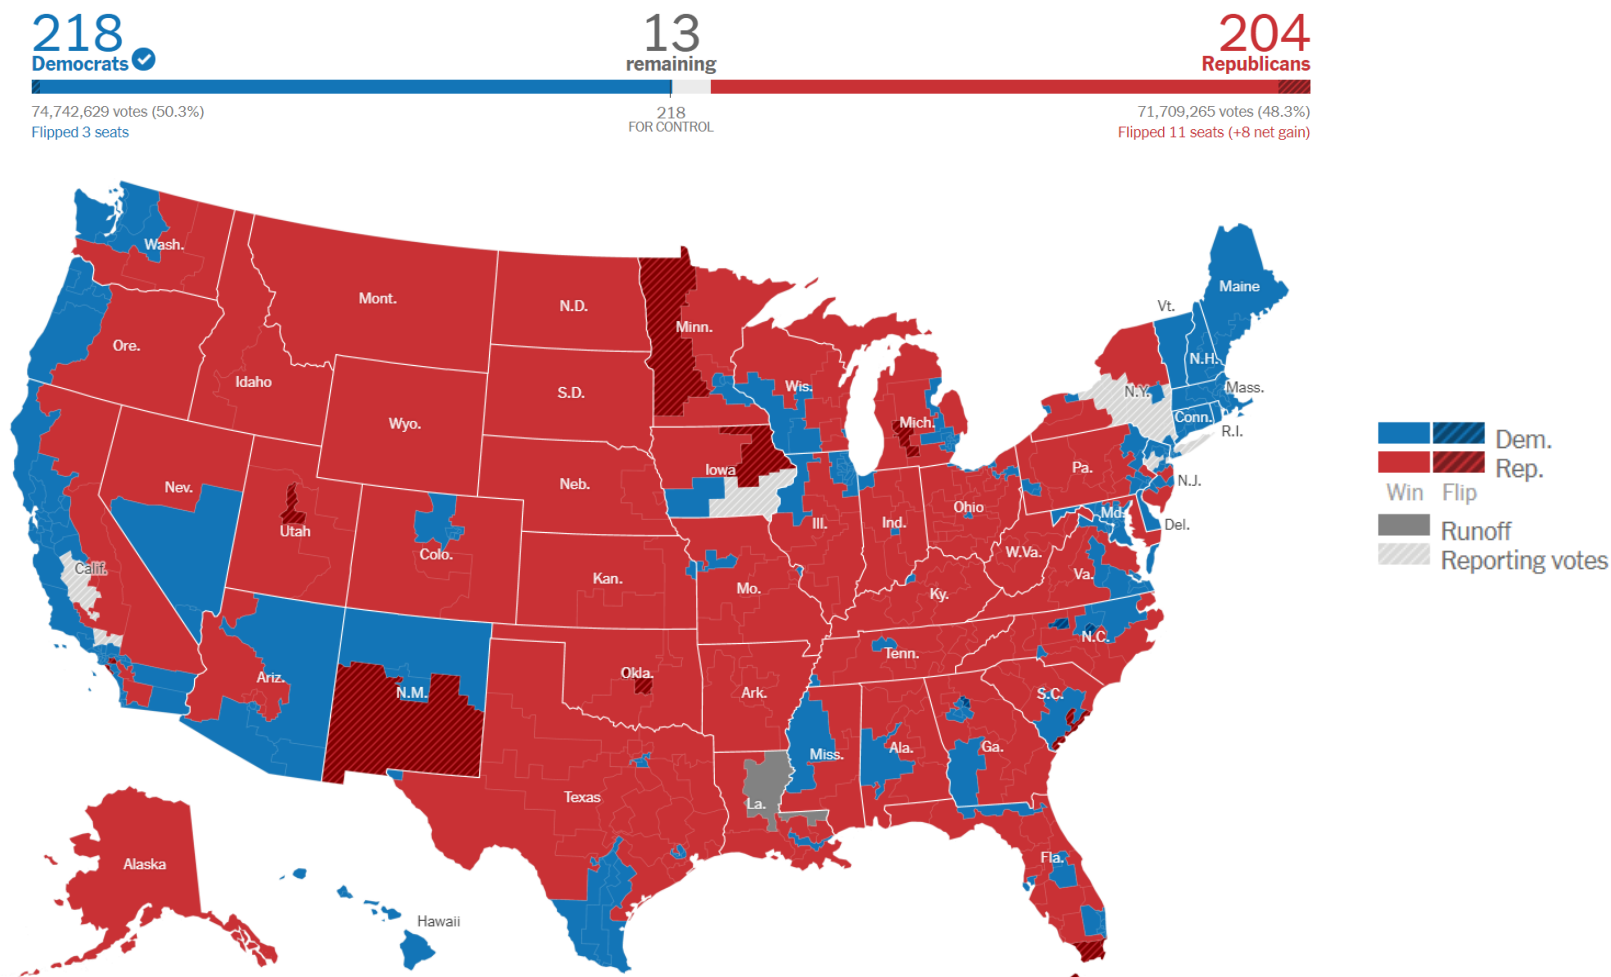 218
Democrats
13
remaining
204
Republicans
74,742,629 votes (50.3%)
218
71,709,265 votes (48.3%)
Flipped 3 seats
FOR CONTROL
Flipped 11 seats (+8 net gain)
Wash.
Mont.
N.D.
Minn.
Vt.
Maine
Ore.
Idaho
S.D.
Wis.
N.H.
Wyo.
Mich.
N.Y.
Mass.
Conn.
R.I.
Nev.
Neb.
Iowa
Pa.
N.J.
Utah
Colo.
Ill.
Ind.
Ohio
Md.
Del.
Calif.
Kan.
Mo.
W.Va.
Ky.
Va.
Ariz.
N.M.
Okla.
Ark.
Tenn.
N.C.
S.C.
Texas
La.
Miss.
Ala.
Ga.
Fla.
Alaska
Hawaii
Dem.
Rep.
Win Flip
Runoff
Reporting votes